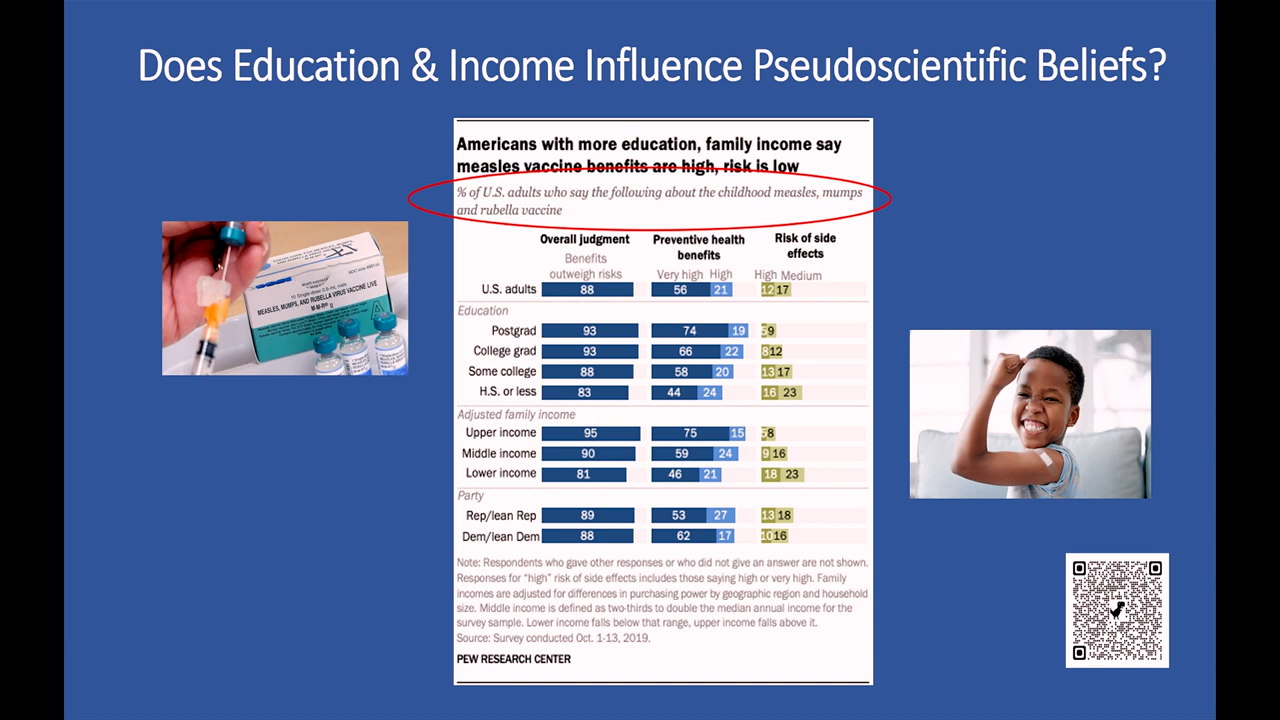 Does Education & Income Influence Pseudoscientific Beliefs?
Americans with more education, family income say
measles vaccine benefits are high, risk is low
% of U.S. adults who say the following about the childhood measles, mumps
and rubella vaccine
Overall judgment Preventive health benefits Risk of side effects
Benefits outweigh risks Very high High High Medium
U.S. adults 88 56 21 12 17
Education
Postgrad 93 74 19 9
College grad 93 66 22 8 12
Some college 88 58 20 13 17
H.S. or less 83 44 24 16 23
Adjusted family income
Upper income 95 75 15 8
Middle income 90 59 24 9 16
Lower income 81 46 21 18 23
Party
Rep/lean Rep 89 53 27 13 18
Dem/lean Dem 88 62 17 10 16
Note: Respondents who gave other responses or who did not give an answer are not shown.
Responses for “high” risk of side effects includes those saying high or very high. Family
incomes are adjusted for differences in purchasing power by geographic region and household
size. Middle income is defined as two-thirds to double the median annual income for the
survey sample. Lower income falls below that range, upper income falls above it.
Source: Survey conducted Oct. 1-13, 2019.
PEW RESEARCH CENTER
MEASLES, MUMPS, AND RUBELLA VIRUS VACCINE LIVE
M-M-R II